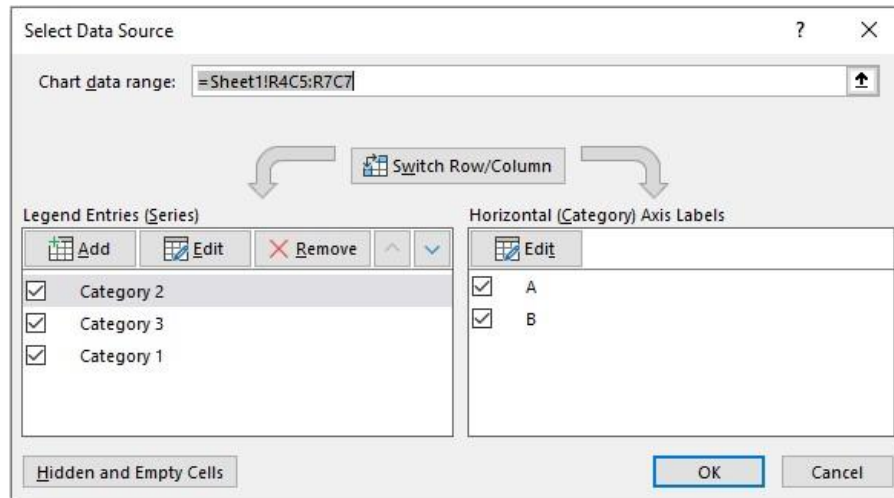 Select Data Source ? ×
Chart data range: =Sheet1!R4C5:R7C7
Switch Row/Column
Legend Entries (Series)
Add Edit Remove
Category 2
Category 3
Category 1
Horizontal (Category) Axis Labels
Edit
A
B
Hidden and Empty Cells
OK Cancel